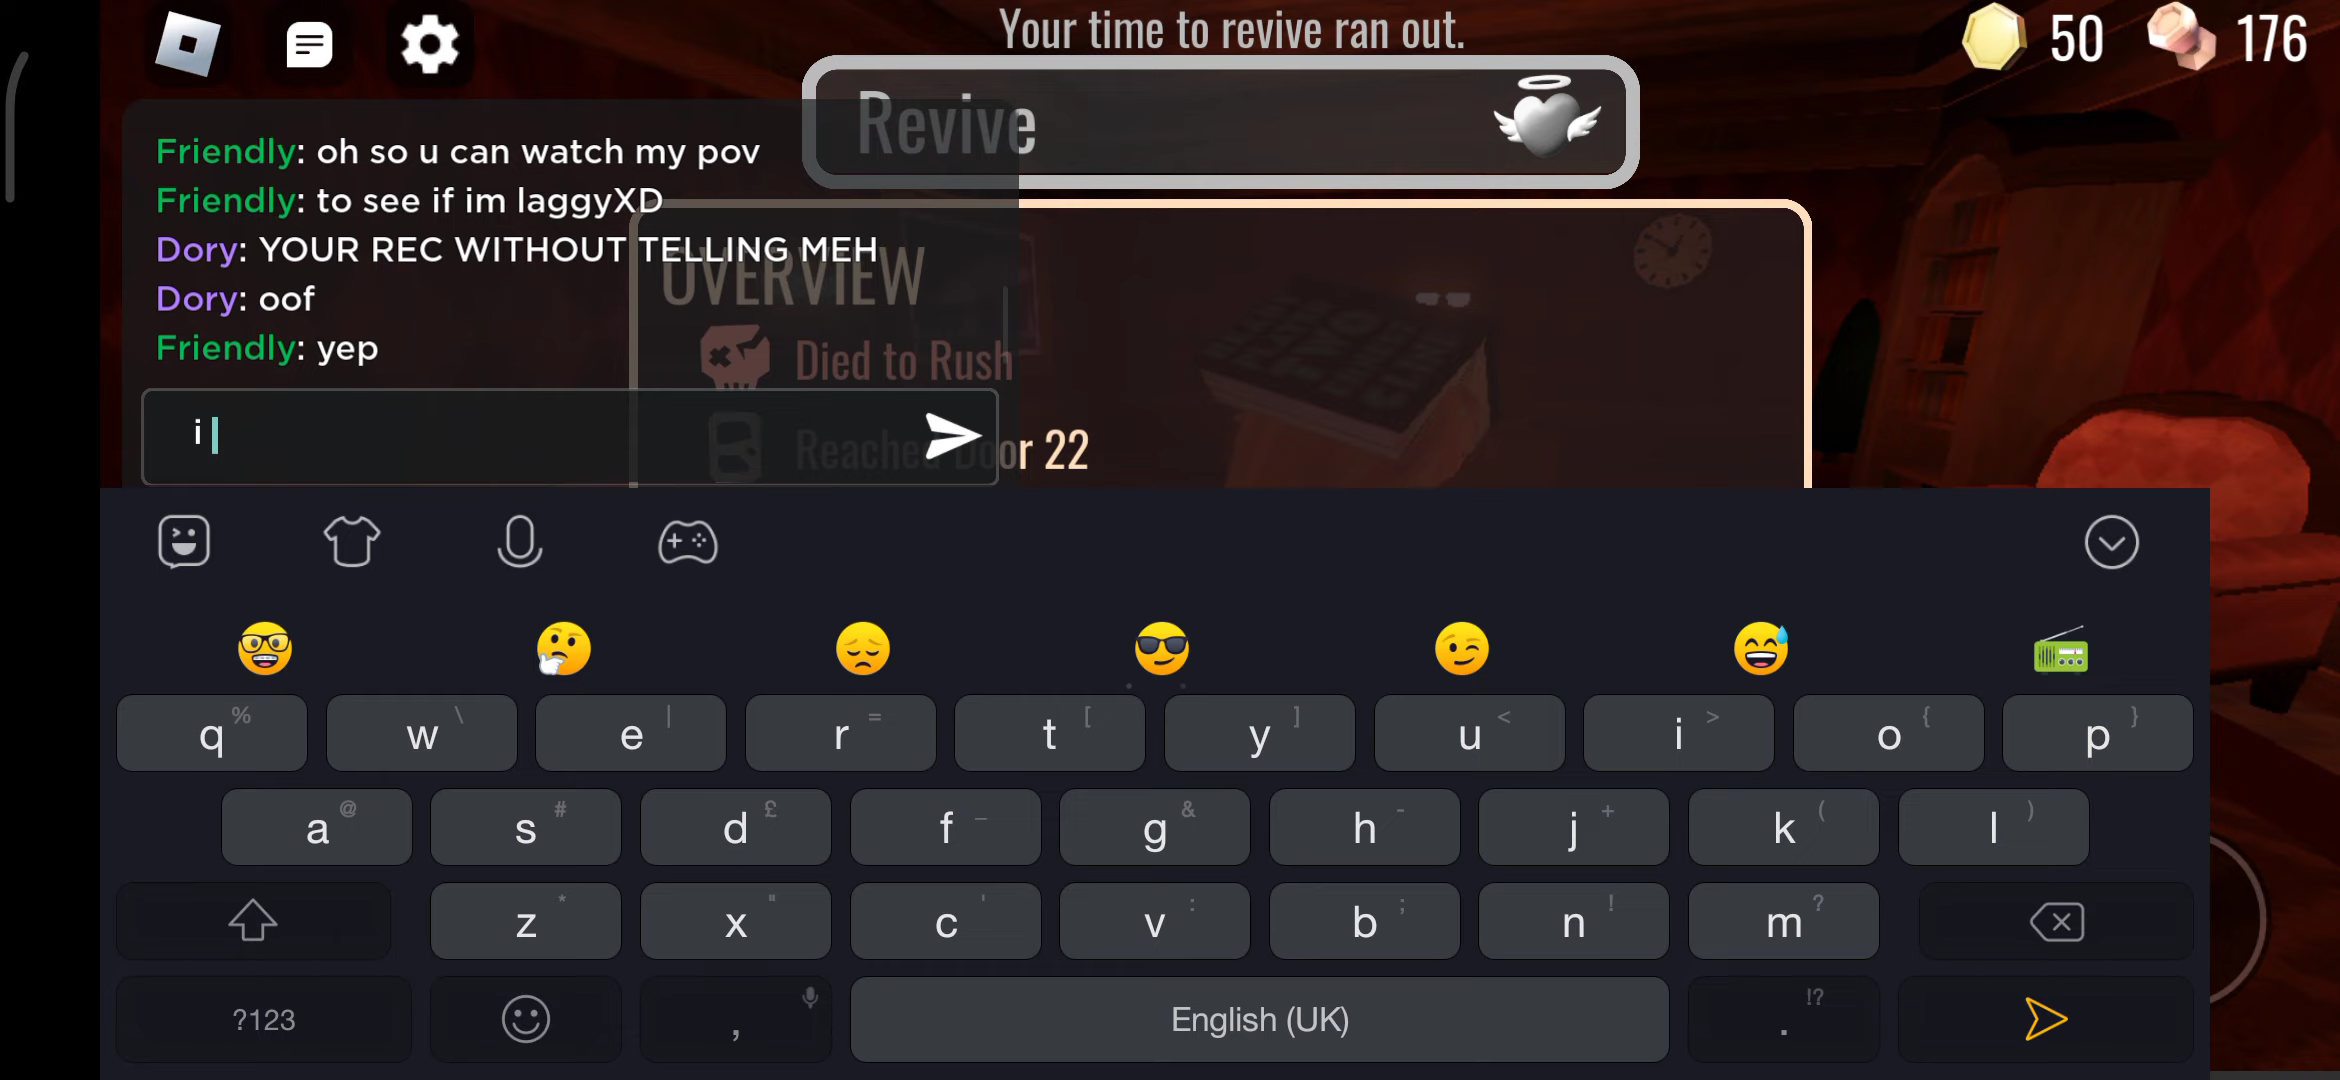 Your time to revive ran out.
50
176
Revive
Friendly: oh so u can watch my pov
Friendly: to see if im laggyXD
Dory: YOUR REC WITHOUT TELLING MEH
Dory: oof
Friendly: yep
OVERVIEW
Died to Rush
Reached Door 22
i
q % w \ e | r = t [ y ] u < i > o { p }
a @ s # d £ f _ g & h - j + k ( l )
z * x " c ' v : b ; n ! m ?
?123 , English (UK) . !?